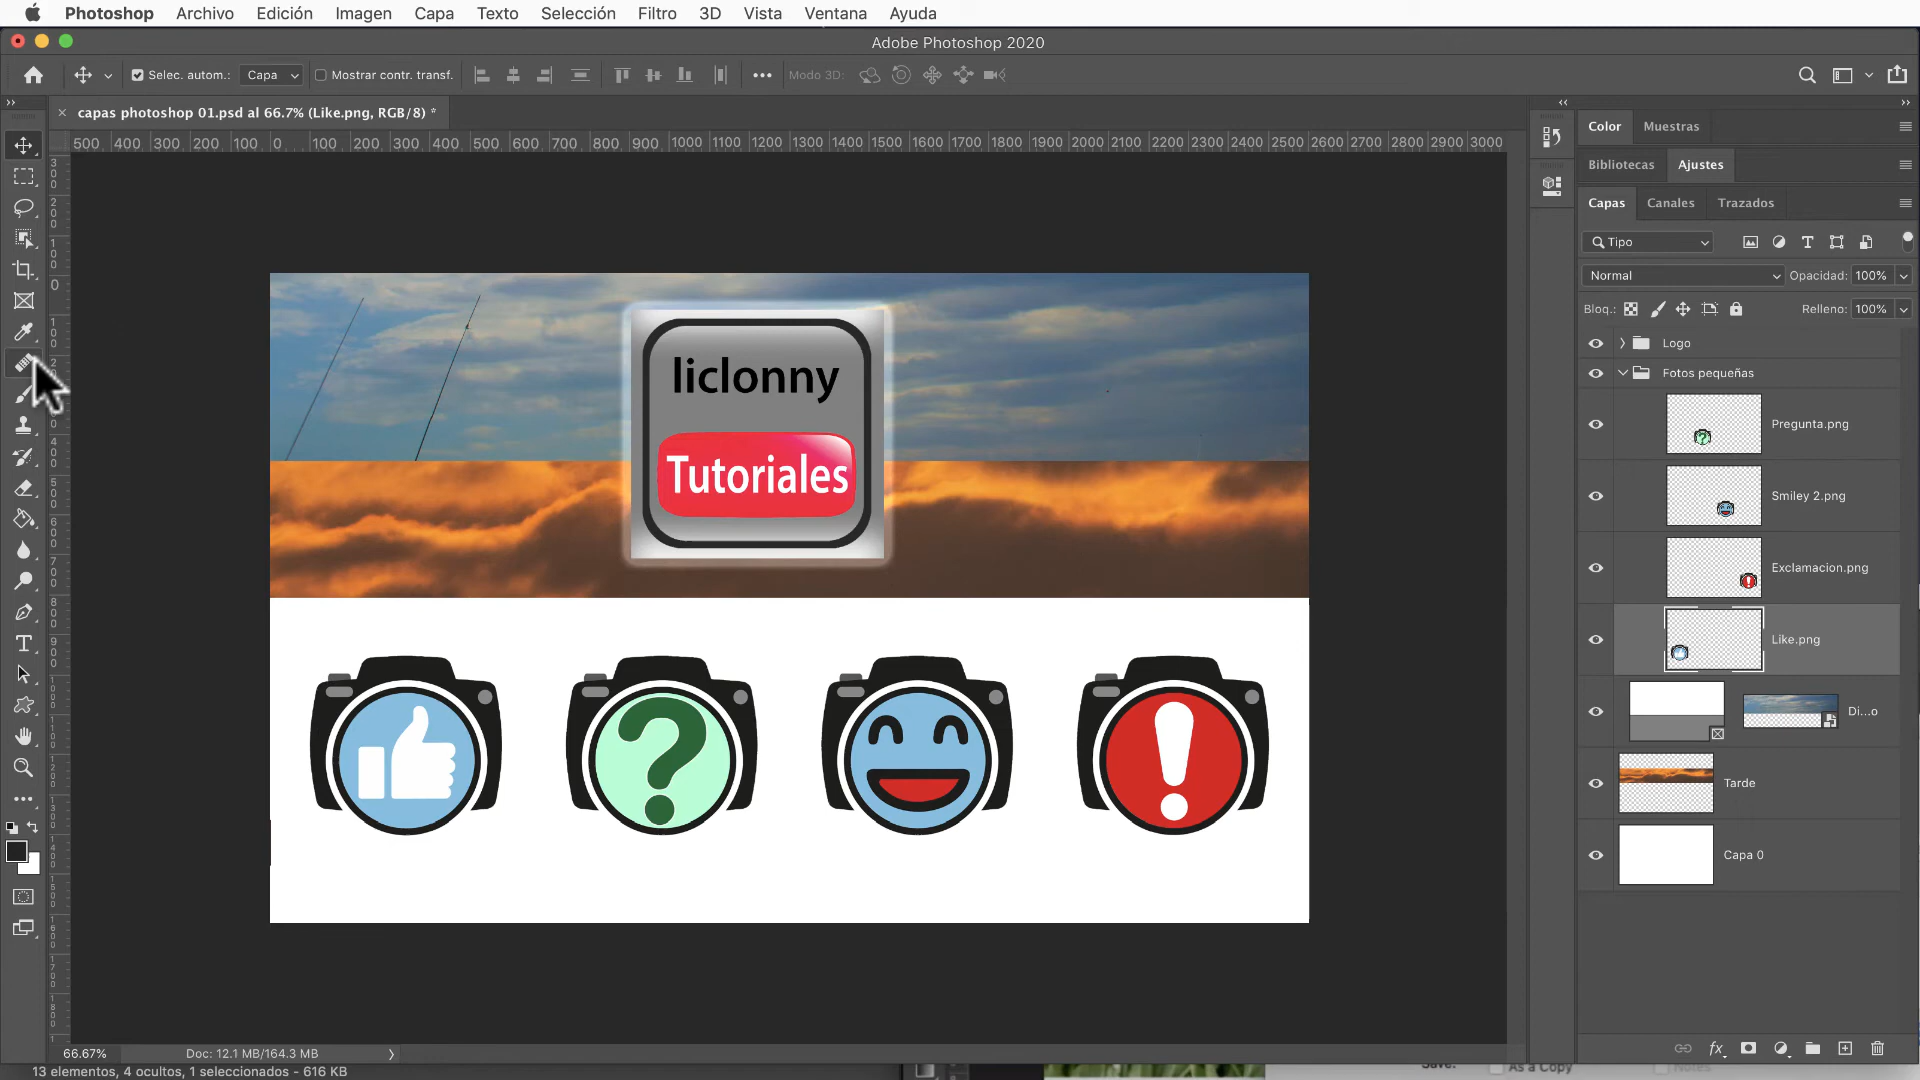 Photoshop Archivo Edición Imagen Capa Texto Selección Filtro 3D Vista Ventana Ayuda
Adobe Photoshop 2020
Selec. autom.: Capa Mostrar contr. transf. ••• Modo 3D:
capas photoshop 01.psd al 66.7% (Like.png, RGB/8) *
500 400 300 200 100 0 100 200 300 400 500 600 700 800 900 1000 1100 1200 1300 1400 1500 1600 1700 1800 1900 2000 2100 2200 2300 2400 2500 2600 2700 2800 2900 3000
Color Muestras
Bibliotecas Ajustes
Capas Canales Trazados
Tipo
Normal Opacidad: 100%
Bloq.: Relleno: 100%
Logo
Fotos pequeñas
Pregunta.png
Smiley 2.png
Exclamacion.png
Like.png
Di...o
Tarde
Capa 0
liclonny
Tutoriales
66.67% Doc: 12.1 MB/164.3 MB
13 elementos, 4 ocultos, 1 seleccionados - 616 KB
Save: As a Copy Notes